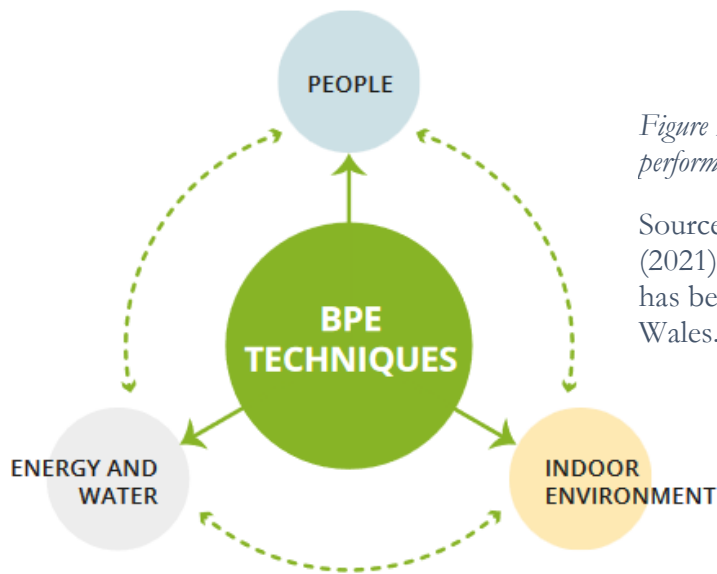 PEOPLE
BPE
TECHNIQUES
ENERGY AND
WATER
INDOOR
ENVIRONMENT
Figure
perform
Source
(2021)
has be
Wales.